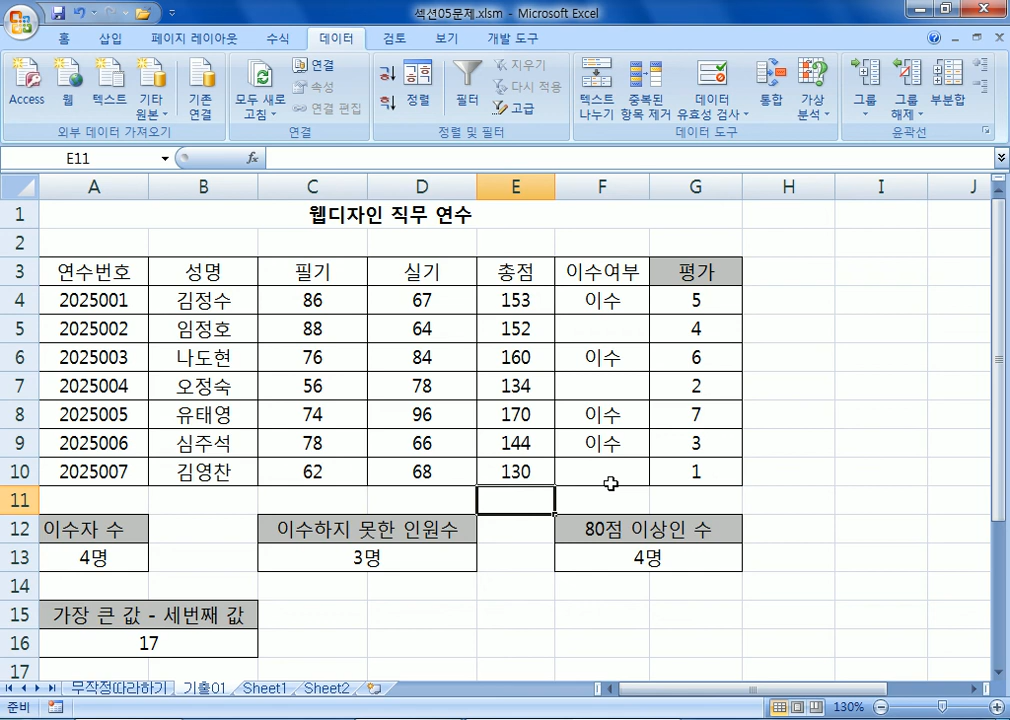 섹션05문제.xlsm - Microsoft Excel
홈 삽입 페이지 레이아웃 수식 데이터 검토 보기 개발 도구
Access 웹 텍스트 기타 원본 기존 연결 모두 새로 고침 연결 속성 연결 편집 정렬 필터 지우기 다시 적용 고급 텍스트 나누기 중복된 항목 제거 데이터 유효성 검사 통합 가상 분석 그룹 그룹 해제 부분합
외부 데이터 가져오기 연결 정렬 및 필터 데이터 도구 윤곽선
E11 fx
A B C D E F G H I J
1 웹디자인 직무 연수
2
3 연수번호 성명 필기 실기 총점 이수여부 평가
4 2025001 김정수 86 67 153 이수 5
5 2025002 임정호 88 64 152 4
6 2025003 나도현 76 84 160 이수 6
7 2025004 오정숙 56 78 134 2
8 2025005 유태영 74 96 170 이수 7
9 2025006 심주석 78 66 144 이수 3
10 2025007 김영찬 62 68 130 1
11
12 이수자 수 이수하지 못한 인원수 80점 이상인 수
13 4명 3명 4명
14
15 가장 큰 값 - 세번째 값
16 17
17
무작정따라하기 기출01 Sheet1 Sheet2
준비 130%